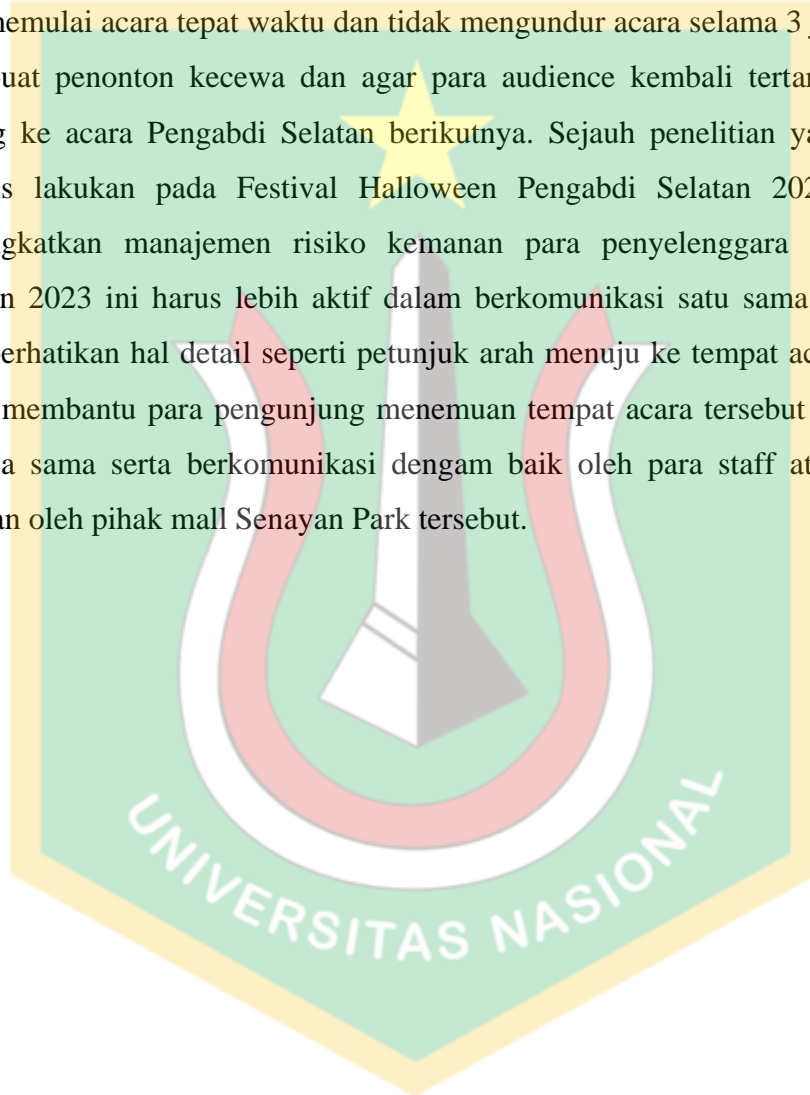 emulai acara tepat waktu dan tidak mengundur acara selama 3
uat penonton kecewa dan agar para audience kembali tertar
g ke acara Pengabdi Selatan berikutnya. Sejauh penelitian ya
s lakukan pada Festival Halloween Pengabdi Selatan 202
gkatkan manajemen risiko kemanan para penyelenggara
n 2023 ini harus lebih aktif dalam berkomunikasi satu sama
erhatikan hal detail seperti petunjuk arah menuju ke tempat ac
membantu para pengunjung menemuan tempat acara tersebut
a sama serta berkomunikasi dengam baik oleh para staff at
an oleh pihak mall Senayan Park tersebut.
UNIVERSITAS NASIONAL